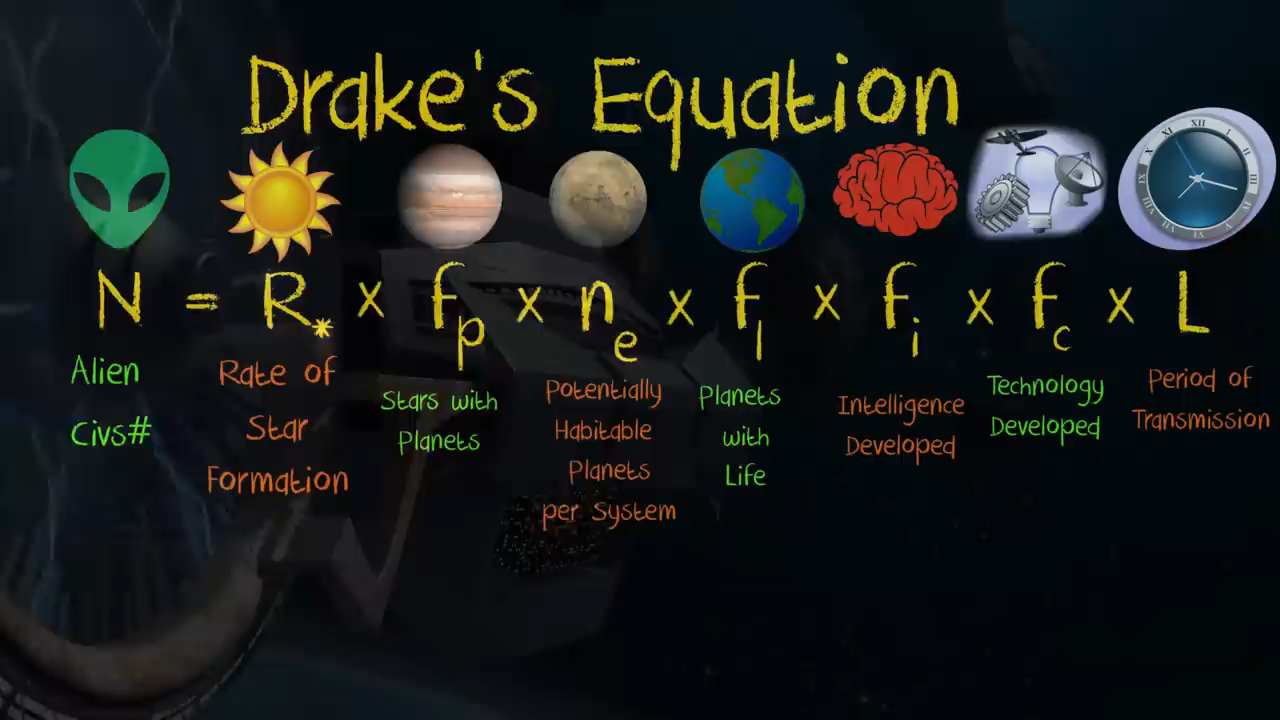 Drake's Equation
N = R* x fp x ne x fl x fi x fc x L
Alien
Civs#
Rate of
Star
Formation
Stars with
Planets
Potentially
Habitable
Planets
per System
Planets
with
Life
Intelligence
Developed
Technology
Developed
Period of
Transmission